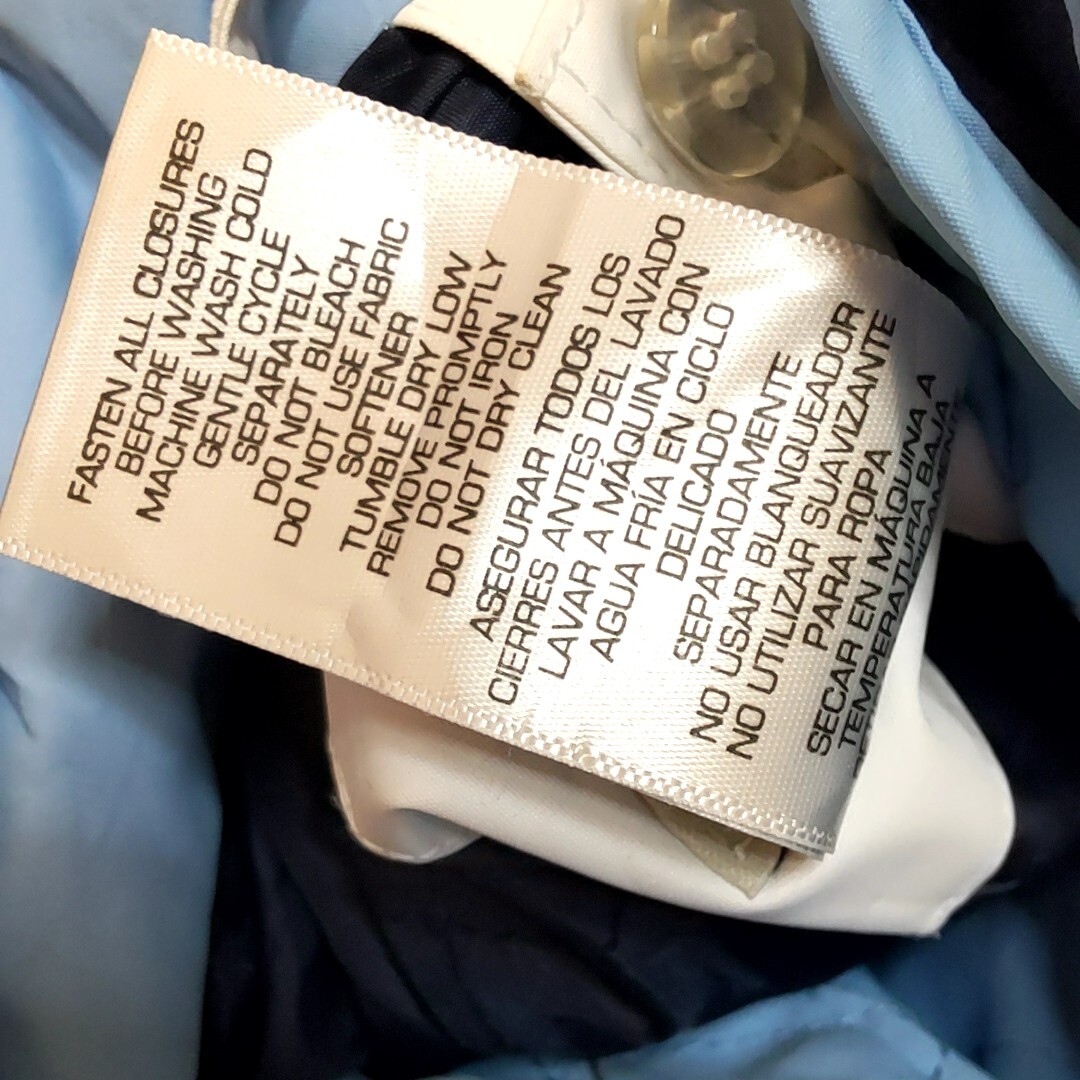 FASTEN ALL CLOSURES
BEFORE WASHING
MACHINE WASH COLD
GENTLE CYCLE
SEPARATELY
DO NOT BLEACH
DO NOT USE FABRIC
SOFTENER
TUMBLE DRY LOW
REMOVE PROMPTLY
DO NOT IRON
DO NOT DRY CLEAN
ASEGURAR TODOS LOS
CIERRES ANTES DEL LAVADO
LAVAR A MÁQUINA CON
AGUA FRÍA EN CICLO
DELICADO
SEPARADAMENTE
NO USAR BLANQUEADOR
NO UTILIZAR SUAVIZANTE
PARA ROPA
SECAR EN MÁQUINA A
TEMPERATURA BAJA